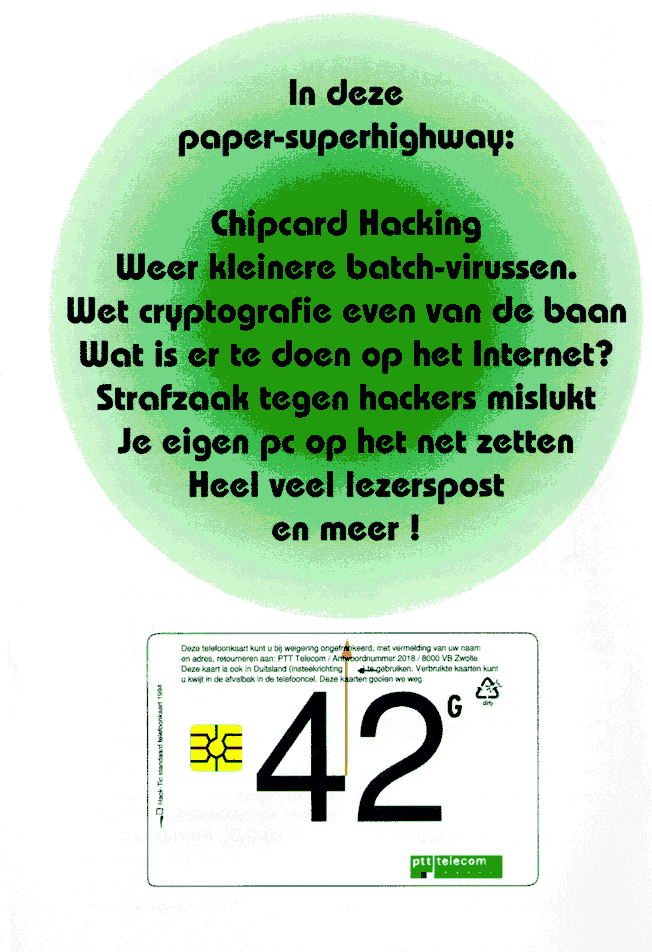 In deze
paper-superhighway:
Chipcard Hacking
Weer kleinere batch-virussen.
Wet cryptografie even van de baan
Wat is er te doen op het Internet?
Strafzaak tegen hackers mislukt
Je eigen pc op het net zetten
Heel veel lezerspost
en meer !
Deze telefoonkaart kunt u bij weigering ongefrankeerd, met vermelding van uw naam
en adres, retourneren aan: PTT Telecom / Antwoordnummer 2018 / 8000 VB Zwolle.
Deze kaart is ook in Duitsland (insteekrichting te gebruiken. Verbruikte kaarten kunt
u kwijt in de afvalbak in de telefooncel. Deze kaarten gooien we weg.
Hack-Tic standaard telefoonkaart 1994
42
G
dirty
ptt telecom